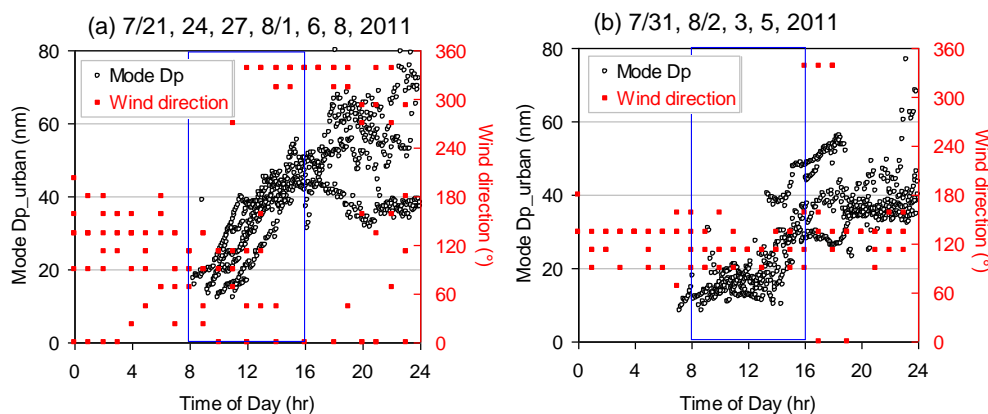 (a) 7/21, 24, 27, 8/1, 6, 8, 2011
80
60
40
20
0
Mode Dp_urban (nm)
Mode Dp
Wind direction
360
300
240
180
120
60
0
Wind direction (°)
0 4 8 12 16 20 24
Time of Day (hr)
(b) 7/31, 8/2, 3, 5, 2011
80
60
40
20
0
Mode Dp_urban (nm)
Mode Dp
Wind direction
360
300
240
180
120
60
0
Wind direction (°)
0 4 8 12 16 20 24
Time of Day (hr)